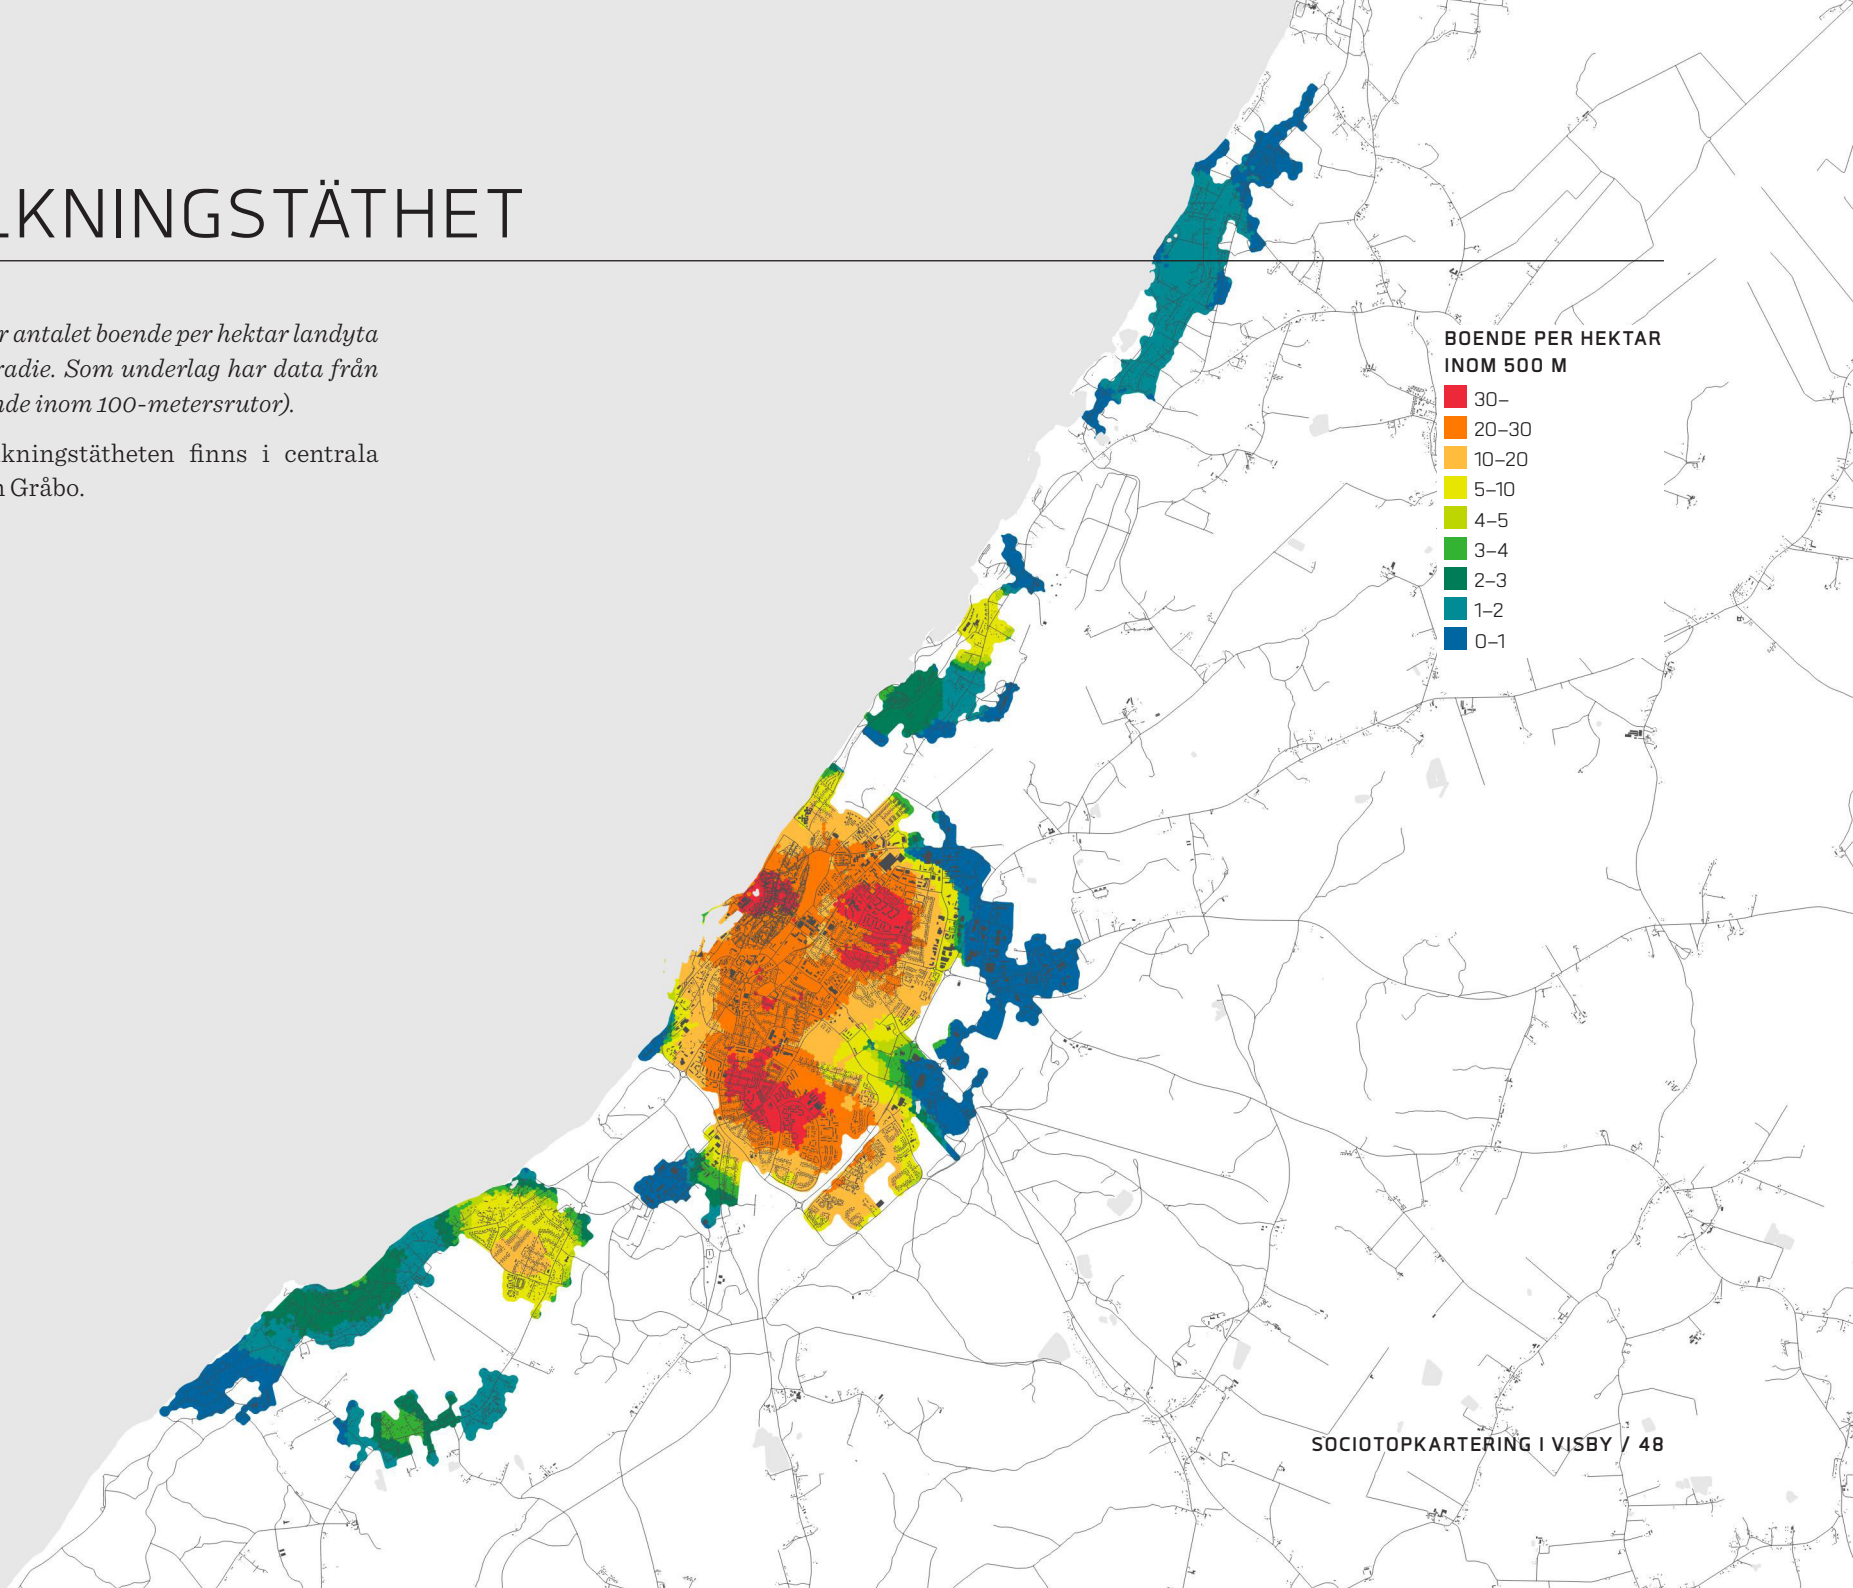 LKNINGSTÄTHET
r antalet boende per hektar landyta
radie. Som underlag har data från
nde inom 100-metersrutor).
kningstätheten finns i centrala
n Gråbo.
BOENDE PER HEKTAR
INOM 500 M
30–
20–30
10–20
5–10
4–5
3–4
2–3
1–2
0–1
SOCIOTOPKARTERING I VISBY / 48